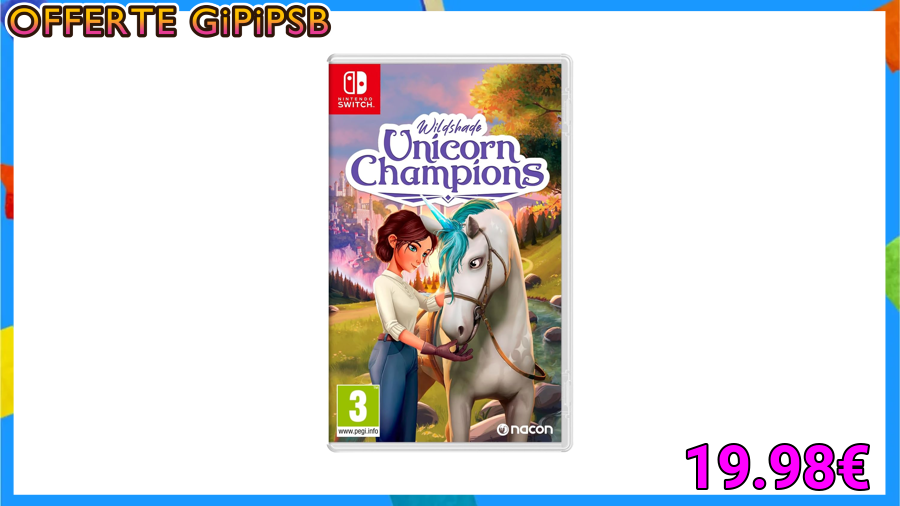 OFFERTE GiPiPSB
NINTENDO
SWITCH.
Wildshade
Unicorn
Champions
3
www.pegi.info
nacon
19.98€